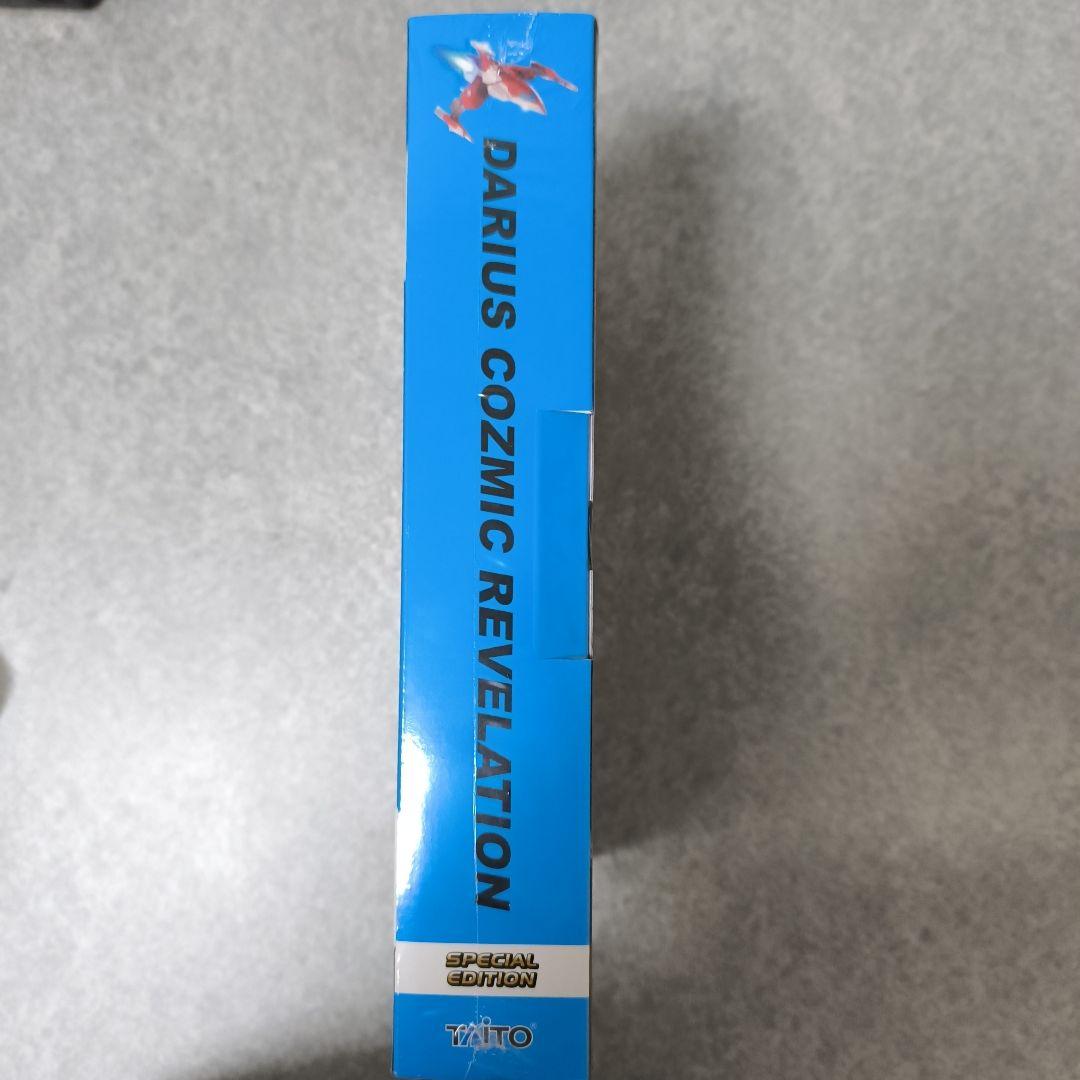 DARIUS COZMIC REVELATION
SPECIAL
EDITION
TAITO®